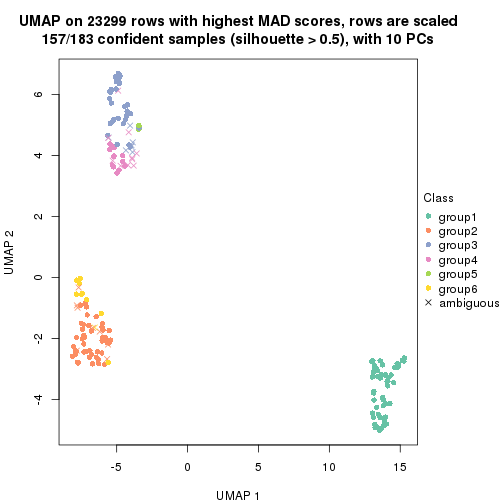 UMAP on 23299 rows with highest MAD scores, rows are scaled
157/183 confident samples (silhouette > 0.5), with 10 PCs
6
4
2
0
-2
-4
UMAP 2
-5
0
5
10
15
UMAP 1
Class
group1
group2
group3
group4
group5
group6
ambiguous